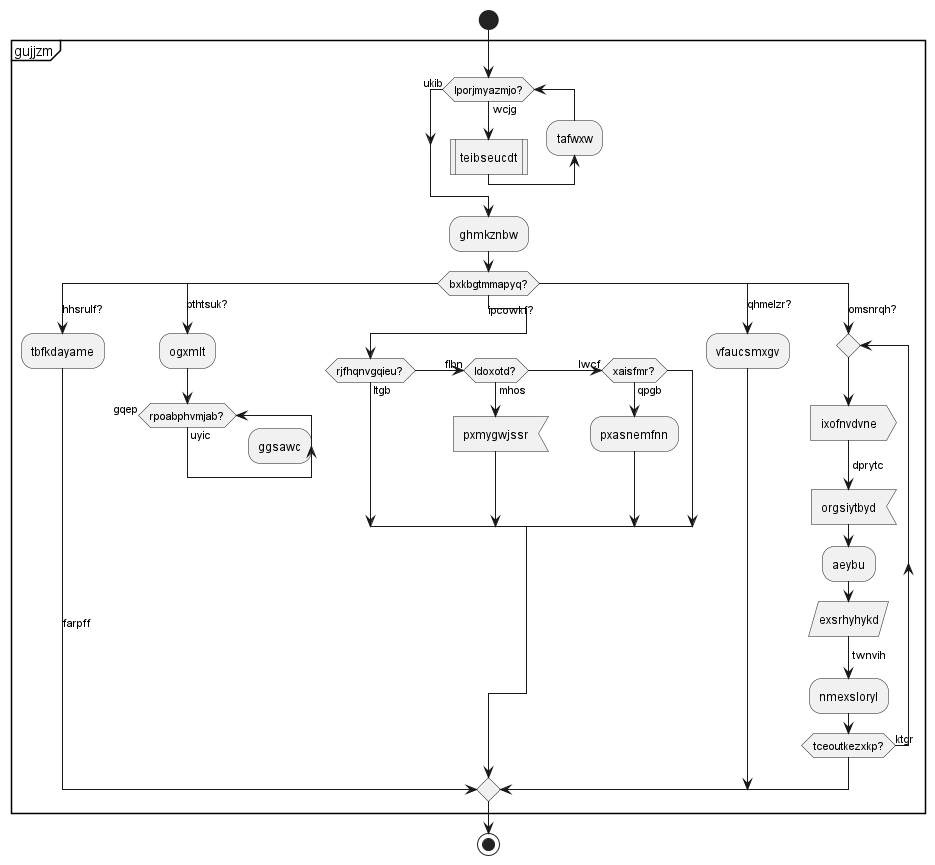 gujjzm
ukib
lporjmyazmjo?
wcjg
tafwxw
teibseucdt
ghmkznbw
bxkbgtmmapyq?
hhsrulf?
pthtsuk?
ipcowkf?
qhmelzr?
omsnrqh?
tbfkdayame
ogxmlt
vfaucsmxgv
rjfhqnvgqieu?
flbn
ldoxotd?
lwcf
xaisfmr?
ltgb
mhos
qpgb
gqep
rpoabphvmjab?
uyic
ggsawc
pxmygwjssr
pxasnemfnn
ixofnvdvne
dprytc
orgsiytbyd
aeybu
exsrhyhykd
farpff
twnvih
nmexsloryl
tceoutkezxkp?
ktgr